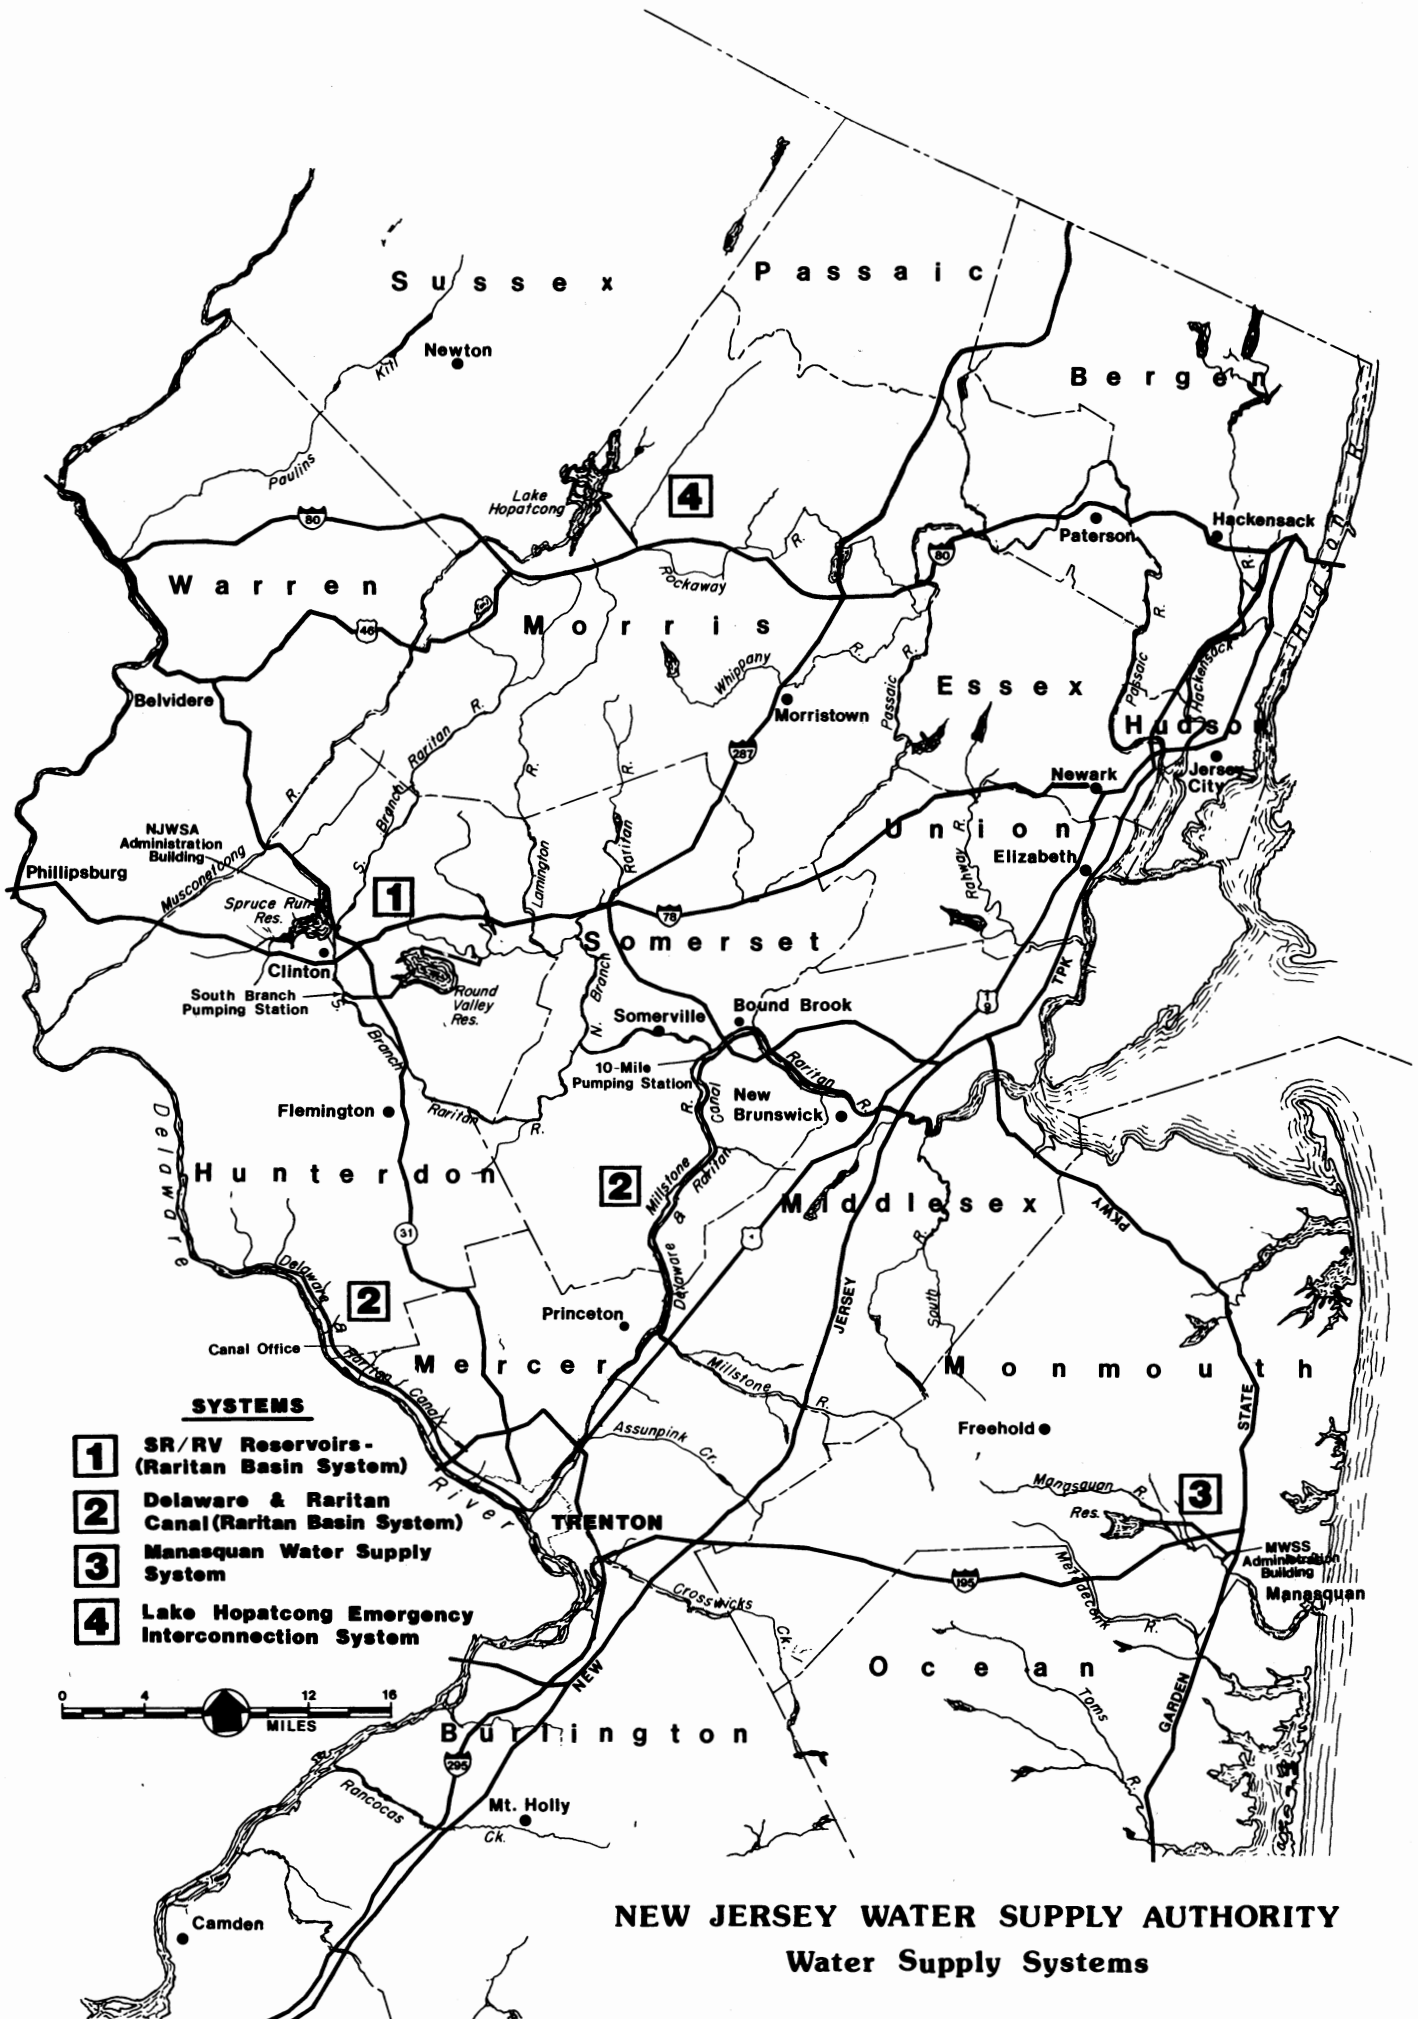 Passaic
Sussex
Newton
Kill
Bergen
Paulins
Lake
Hopatcong
4
80
Hackensack
Paterson
80
R.
R.
Hudson R.
Rockaway
Warren
46
Morris
R.
Whippany
R.
R.
Passaic
Passaic
Hackensack
Essex
Belvidere
R.
Raritan
Morristown
Hudson
287
R.
R.
Newark
Jersey
City
R.
Branch
NJWSA
Administration
Building
Union
Raritan
R.
Rahway
Elizabeth
Phillipsburg
Musconetcong
S.
Lamington
1
Spruce Run
Res.
78
Somerset
Clinton
TPK
South Branch
Pumping Station
S.
Round
Valley
Res.
Branch
N.
1
9
Bound Brook
Somerville
Branch
10-Mile
Pumping Station
Raritan
R.
Canal
R.
New
Brunswick
Flemington
Raritan
R.
Delaware
Hunterdon
2
Millstone
Raritan
&
Delaware
Middlesex
PKWY
R.
31
1
Delaware
&
Raritan
Canal
2
Princeton
JERSEY
South
Canal Office
Mercer
Millstone
R.
Monmouth
STATE
SYSTEMS
1 SR/RV Reservoirs-
(Raritan Basin System)
2 Delaware & Raritan
Canal(Raritan Basin System)
3 Manasquan Water Supply
System
4 Lake Hopatcong Emergency
Interconnection System
Assunpink Cr.
Freehold
River
Manasquan R.
Res.
3
TRENTON
MWSS
Administration
Building
Manasquan
195
Metedeconk
R.
Crosswicks
Ck.
Ocean
Toms
R.
NEW
GARDEN
0 4 12 16
MILES
Burlington
295
Rancocas
Ck.
Mt. Holly
Camden
NEW JERSEY WATER SUPPLY AUTHORITY
Water Supply Systems